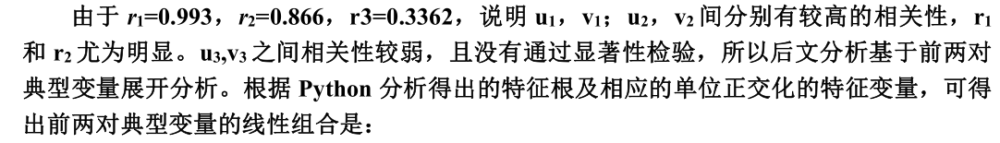 由于 r1=0.993，r2=0.866，r3=0.3362，说明 u1，v1；u2，v2 间分别有较高的相关性，r1
和 r2 尤为明显。u3,v3 之间相关性较弱，且没有通过显著性检验，所以后文分析基于前两对
典型变量展开分析。根据 Python 分析得出的特征根及相应的单位正交化的特征变量，可得
出前两对典型变量的线性组合是：